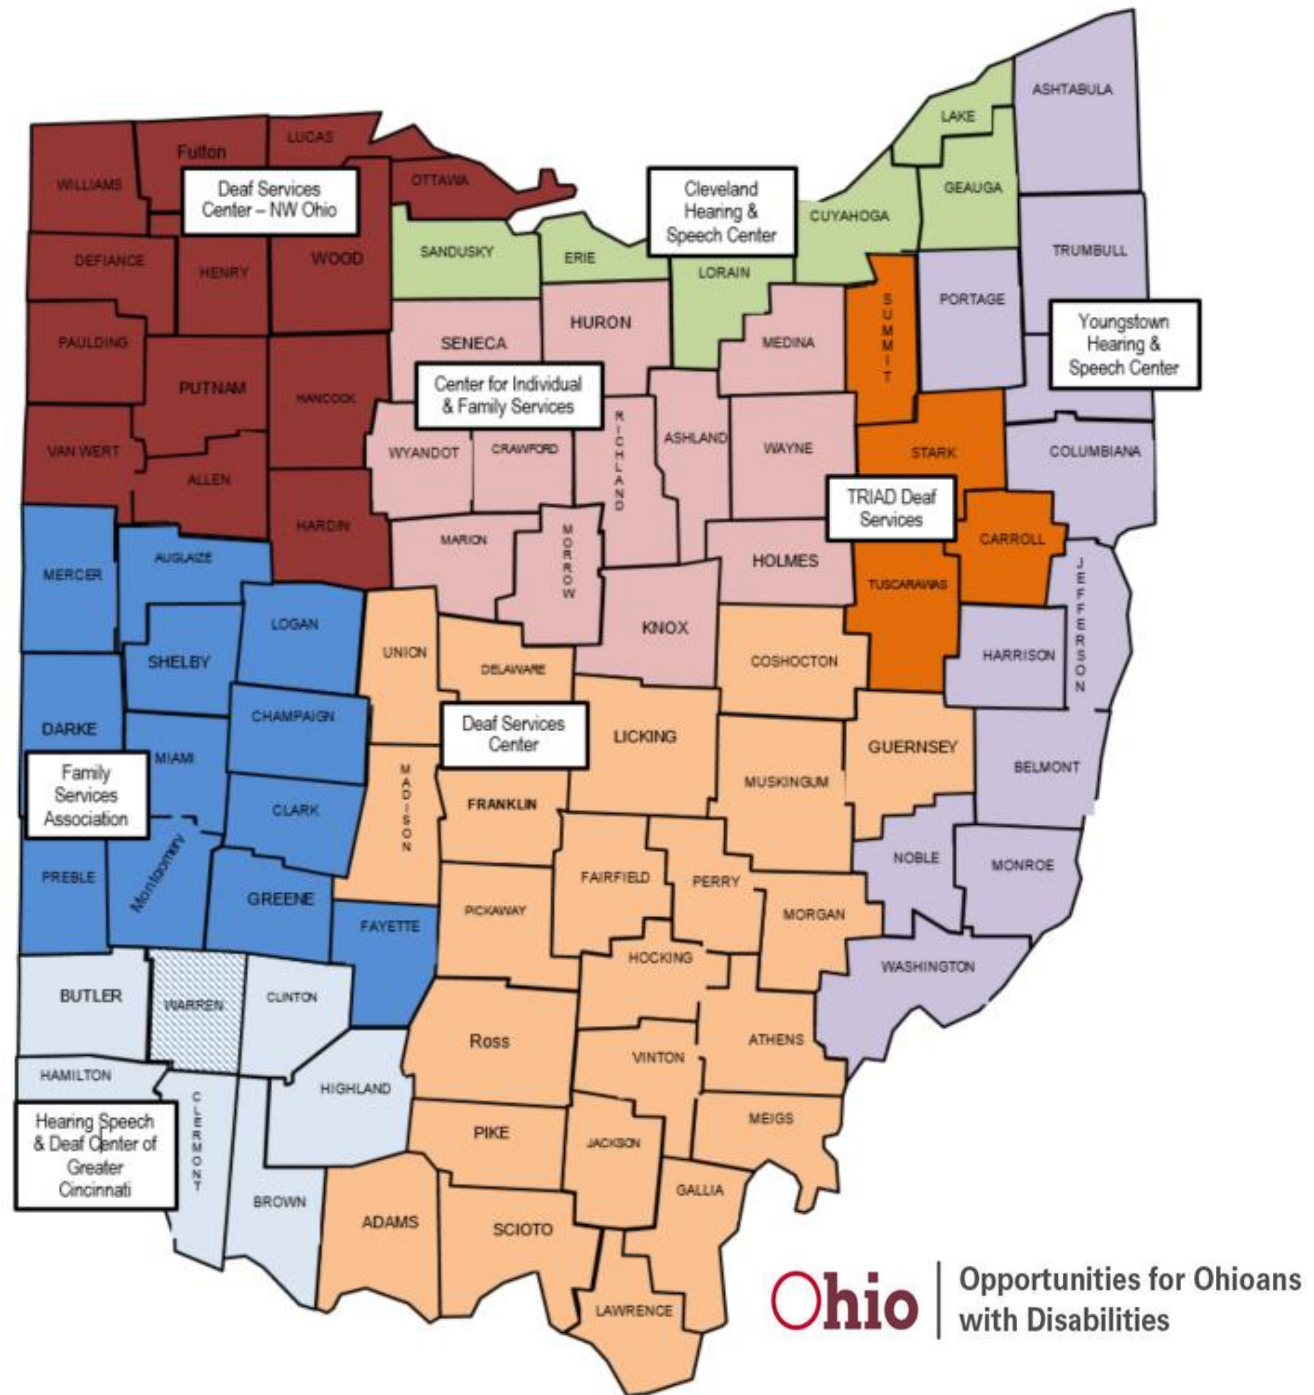 ASHTABULA
LAKE
LUCAS
Fulton
WILLIAMS
OTTAWA
Deaf Services
Center – NW Ohio
Cleveland
Hearing &
Speech Center
GEAUGA
CUYAHOGA
DEFIANCE
HENRY
WOOD
SANDUSKY
ERIE
LORAIN
TRUMBULL
SUMMIT
PORTAGE
Youngstown
Hearing &
Speech Center
PAULDING
SENECA
HURON
MEDINA
PUTNAM
HANCOCK
Center for Individual
& Family Services
RICHLAND
ASHLAND
VAN WERT
WYANDOT
CRAWFORD
WAYNE
STARK
COLUMBIANA
ALLEN
TRIAD Deaf
Services
HARDIN
MARION
MORROW
CARROLL
AUGLAIZE
MERCER
HOLMES
TUSCARAWAS
JEFFERSON
LOGAN
KNOX
SHELBY
UNION
DELAWARE
COSHOCTON
HARRISON
CHAMPAIGN
DARKE
Deaf Services
Center
LICKING
GUERNSEY
MIAMI
BELMONT
Family
Services
Association
MADISON
MUSKINGUM
CLARK
FRANKLIN
NOBLE
MONROE
PREBLE
Montgomery
FAIRFIELD
PERRY
GREENE
PICKAWAY
MORGAN
FAYETTE
HOCKING
WASHINGTON
BUTLER
WARREN
CLINTON
Ross
ATHENS
VINTON
HAMILTON
HIGHLAND
CLERMONT
Hearing Speech
& Deaf Center of
Greater
Cincinnati
PIKE
JACKSON
MEIGS
BROWN
GALLIA
ADAMS
SCIOTO
LAWRENCE
Ohio
Opportunities for Ohioans
with Disabilities